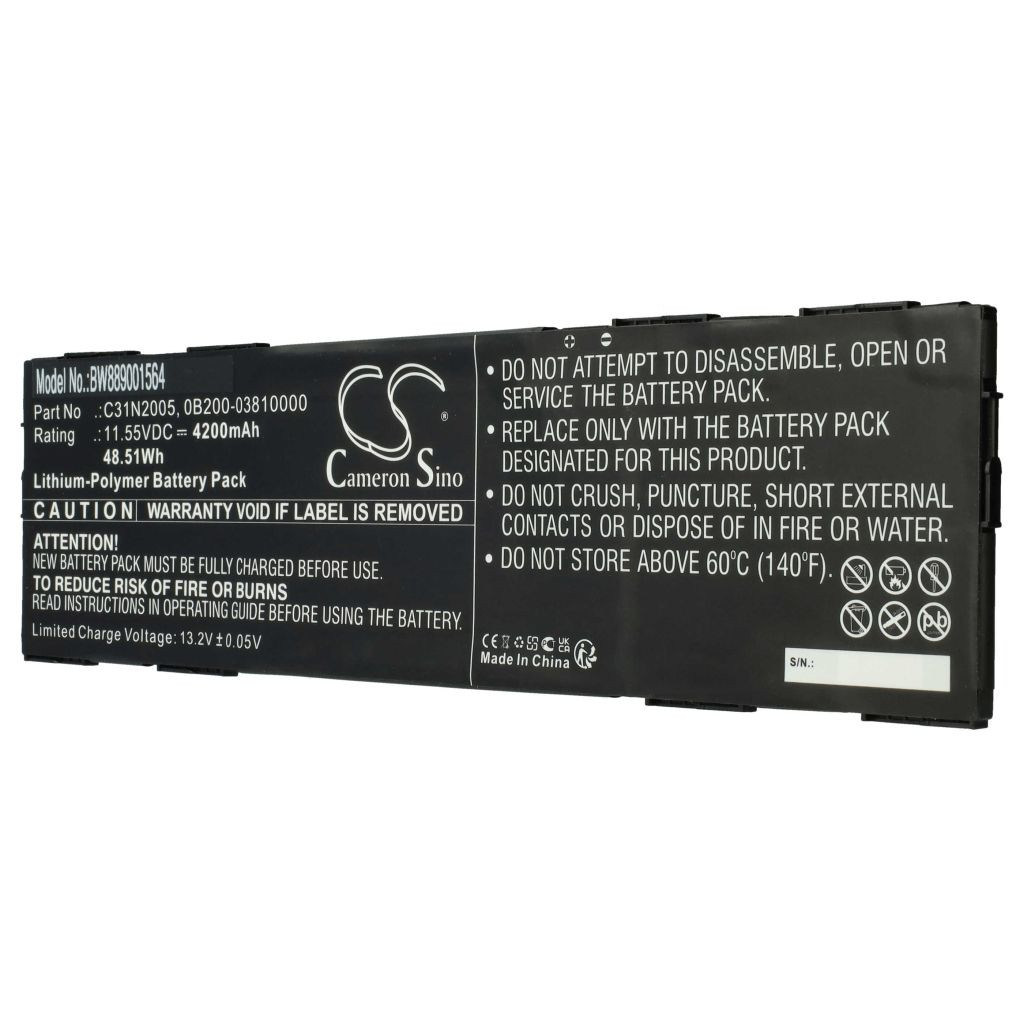 Model No.:BW889001564
Part No .:C31N2005, 0B200-03810000
Rating .:11.55VDC ⎓ 4200mAh
48.51Wh
Lithium-Polymer Battery Pack
CS ®
Cameron Sino
CAUTION WARRANTY VOID IF LABEL IS REMOVED
ATTENTION!
NEW BATTERY PACK MUST BE FULLY CHARGED BEFORE USE.
TO REDUCE RISK OF FIRE OR BURNS
READ INSTRUCTIONS IN OPERATING GUIDE BEFORE USING THE BATTERY.
Limited Charge Voltage: 13.2V ± 0.05V
+ −
• DO NOT ATTEMPT TO DISASSEMBLE, OPEN OR
SERVICE THE BATTERY PACK.
• REPLACE ONLY WITH THE BATTERY PACK
DESIGNATED FOR THIS PRODUCT.
• DO NOT CRUSH, PUNCTURE, SHORT EXTERNAL
CONTACTS OR DISPOSE OF IN FIRE OR WATER.
• DO NOT STORE ABOVE 60°C (140°F).
CE UK CA
Made In China
Pb
S/N.: